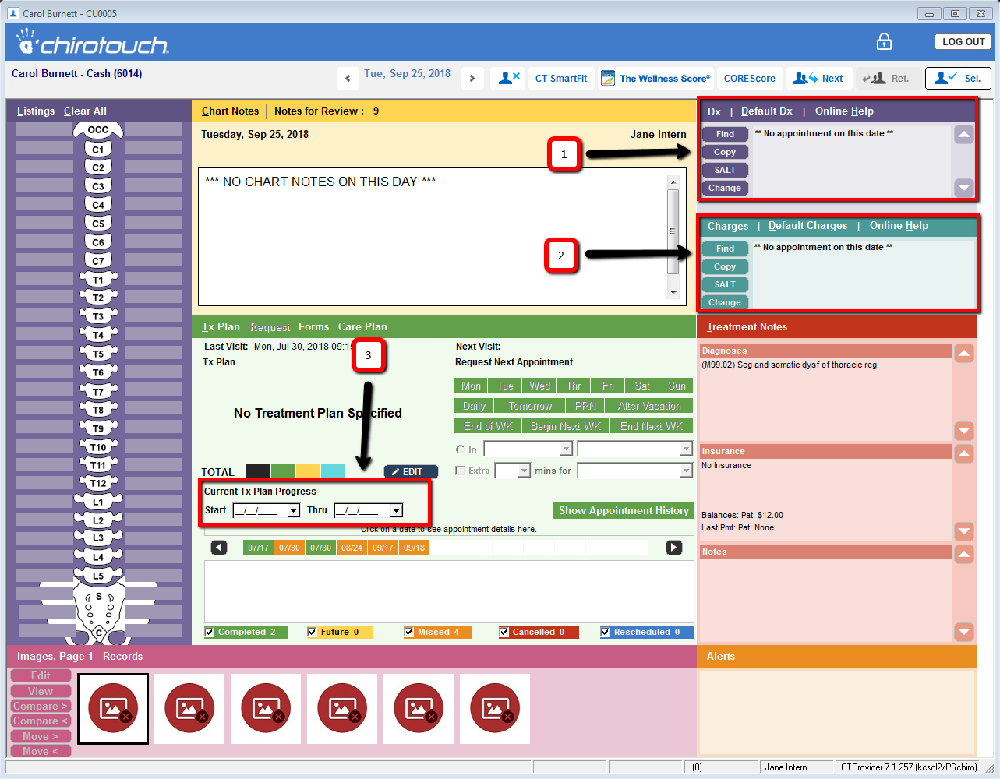 Carol Burnett - CU0005
chirotouch.
LOG OUT
Carol Burnett - Cash (6014)
Tue, Sep 25, 2018
CT SmartFit
The Wellness Score®
COREScore
Next
Ret.
Sel.
Listings Clear All
OCC
C1
C2
C3
C4
C5
C6
C7
T1
T2
T3
T4
T5
T6
T7
T8
T9
T10
T11
T12
L1
L2
L3
L4
L5
S
C
Chart Notes Notes for Review : 9
Tuesday, Sep 25, 2018 Jane Intern
*** NO CHART NOTES ON THIS DAY ***
1
2
3
Dx | Default Dx | Online Help
Find
Copy
SALT
Change
** No appointment on this date **
Charges | Default Charges | Online Help
Find
Copy
SALT
Change
** No appointment on this date **
Tx Plan Request Forms Care Plan
Last Visit: Mon, Jul 30, 2018 09:15
Tx Plan
No Treatment Plan Specified
TOTAL
EDIT
Current Tx Plan Progress
Start __/__/____ Thru __/__/____
Next Visit:
Request Next Appointment
Mon Tue Wed Thr Fri Sat Sun
Daily Tomorrow PRN After Vacation
End of WK Begin Next WK End Next WK
In
Extra mins for
Show Appointment History
Click on a date to see appointment details here.
07/17 07/30 07/30 08/24 09/17 09/18
Completed 2 Future 0 Missed 4 Cancelled 0 Rescheduled 0
Treatment Notes
Diagnoses
(M99.02) Seg and somatic dysf of thoracic reg
Insurance
No Insurance
Balances: Pat: $12.00
Last Pmt: Pat: None
Notes
Images, Page 1 Records
Edit
View
Compare >
Compare <
Move >
Move <
Alerts
(0)
Jane Intern
CTProvider 7.1.257 (kcsql2/PSchiro)